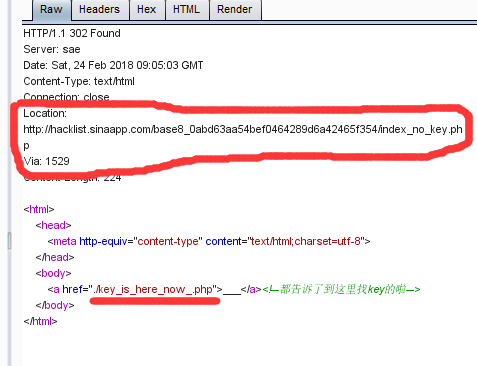 Raw Headers Hex HTML Render
HTTP/1.1 302 Found
Server: sae
Date: Sat, 24 Feb 2018 09:05:03 GMT
Content-Type: text/html
Connection: close
Location:
http://hacklist.sinaapp.com/base8_0abd63aa54bef0464289d6a42465f354/index_no_key.ph
p
Via: 1529
Content-Length: 224
<html>
<head>
<meta http-equiv="content-type" content="text/html;charset=utf-8">
</head>
<body>
<a href="./key_is_here_now_.php">___</a><!--都告诉了到这里找key的啦-->
</body>
</html>